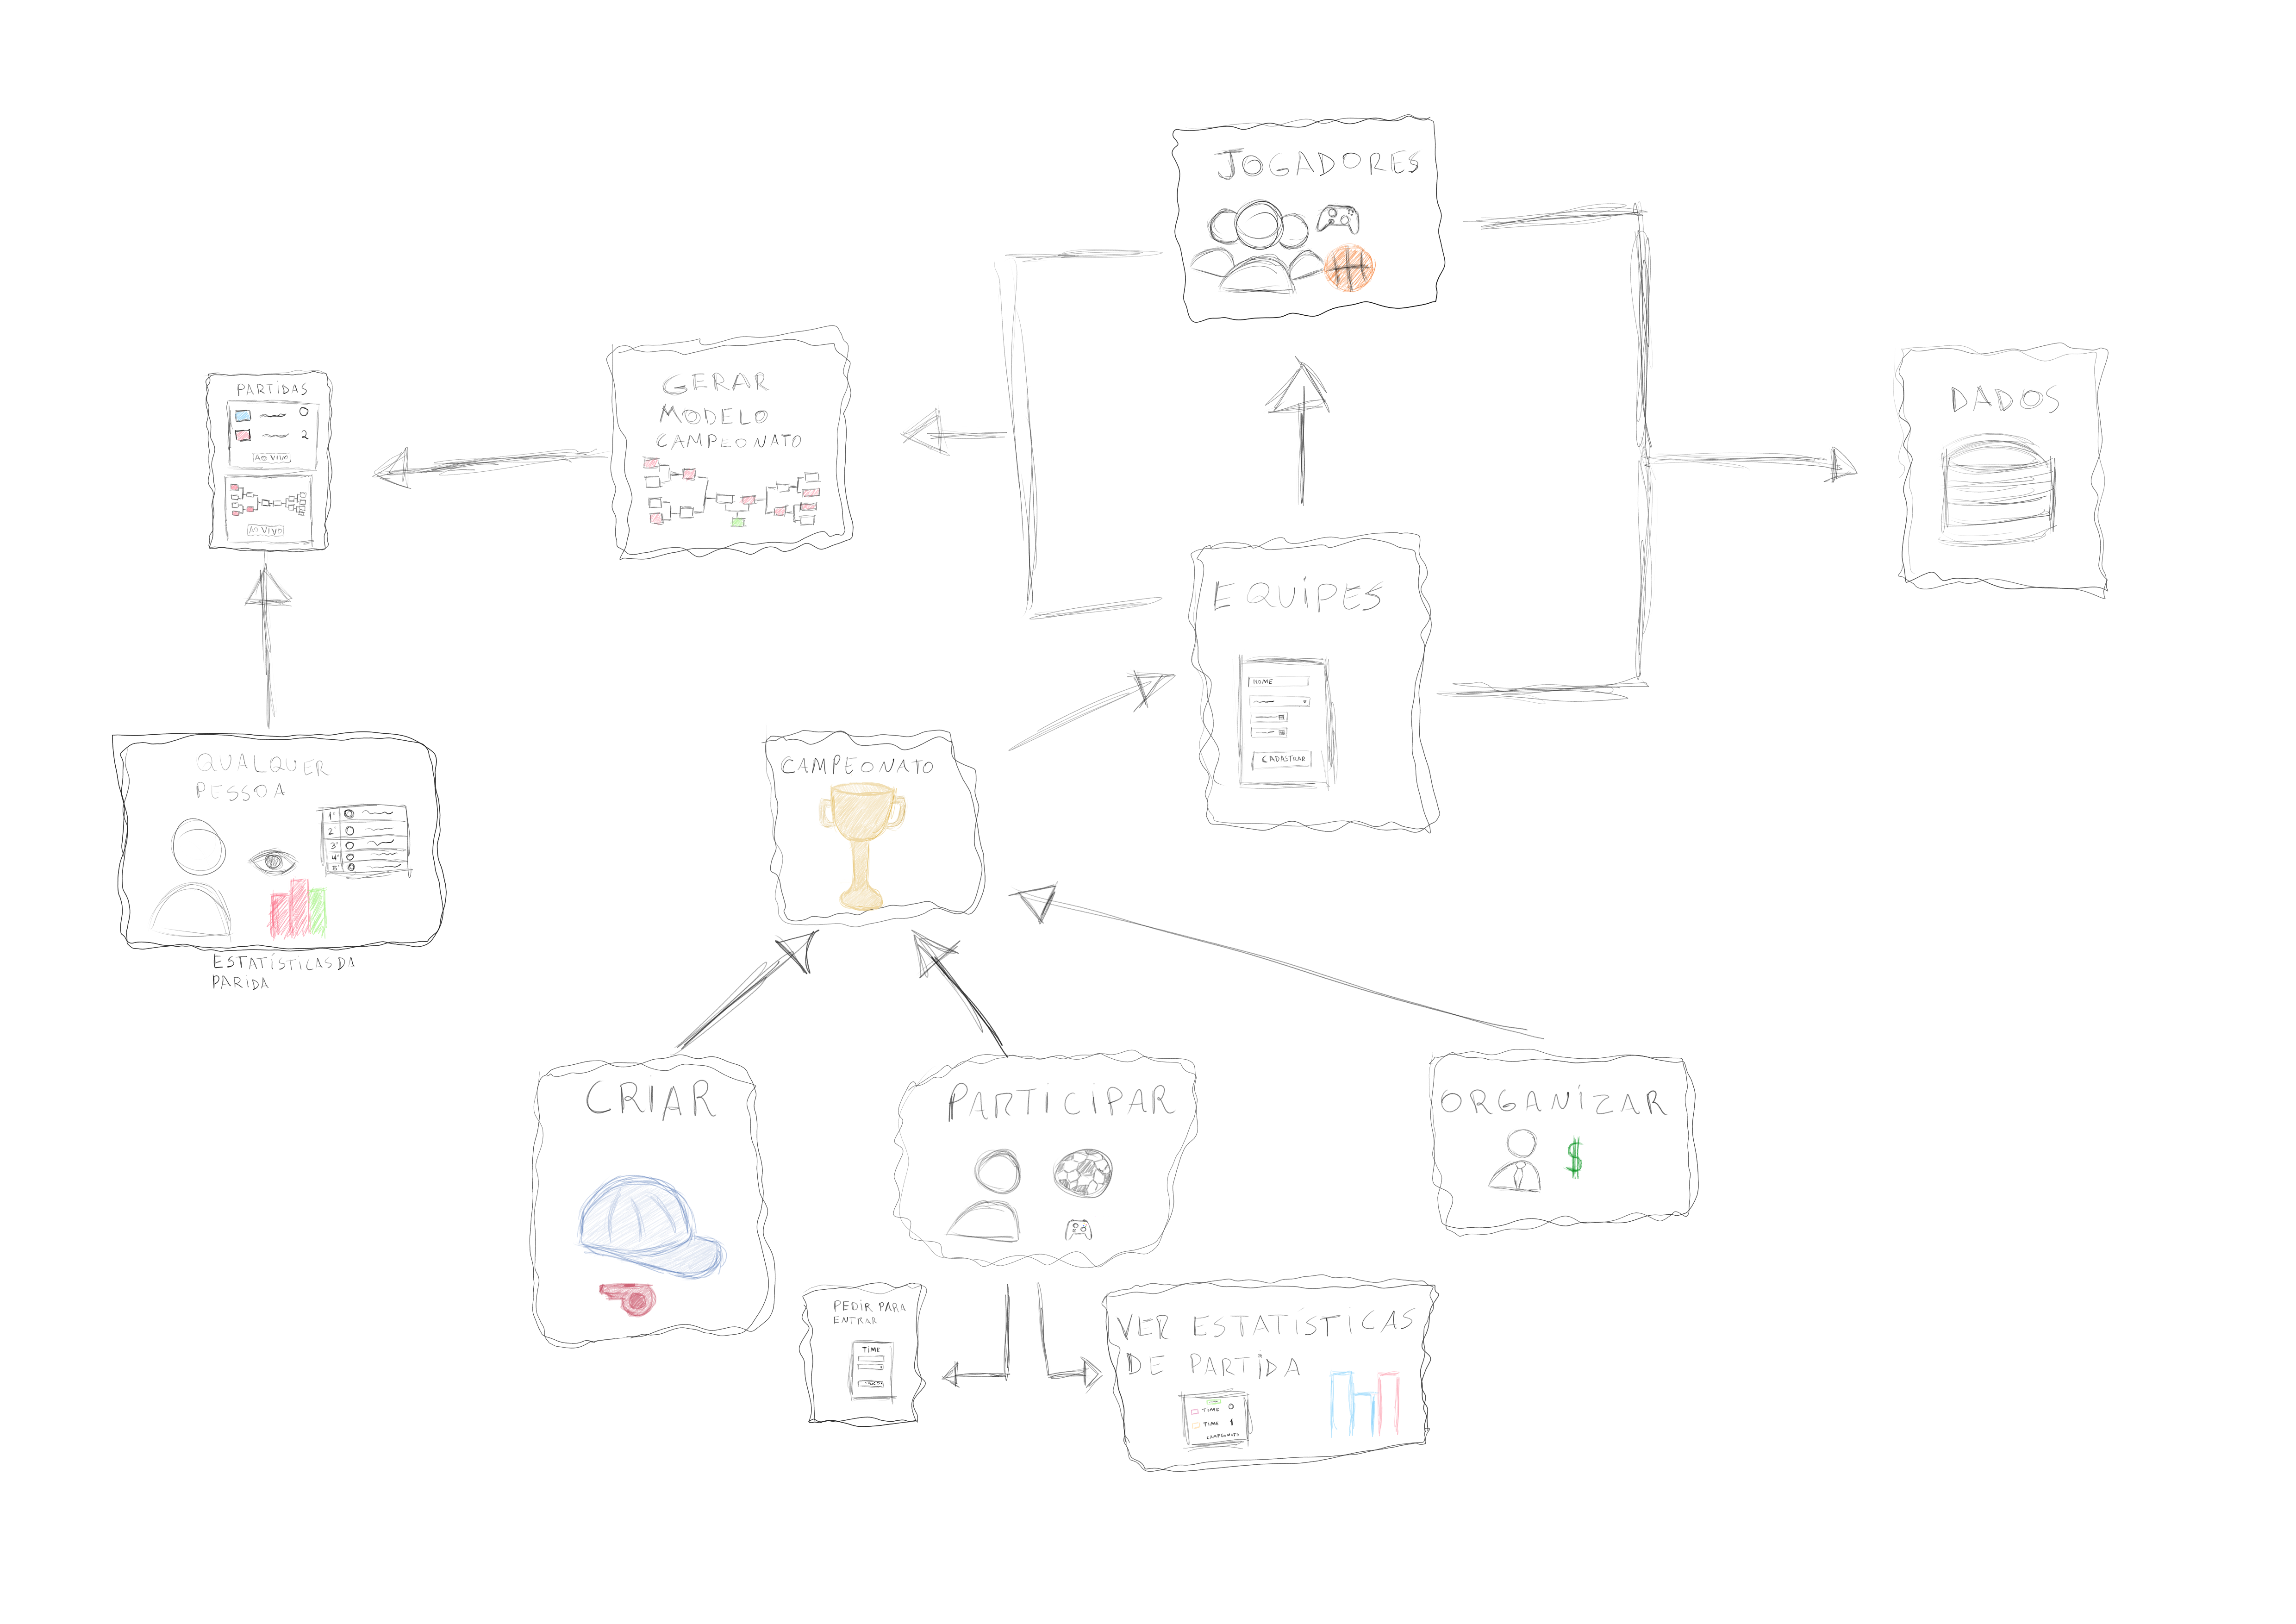 JOGADORES
PARTIDAS
0
2
AO VIVO
AO VIVO
GERAR
MODELO
CAMPEONATO
DADOS
EQUIPES
NOME
CADASTRAR
QUALQUER
PESSOA
1°
2°
3°
4°
5°
ESTATÍSTICAS DA
PARIDA
CAMPEONATO
CRIAR
PARTICIPAR
ORGANIZAR
$
PEDIR PARA
ENTRAR
TIME
VER ESTATÍSTICAS
DE PARTIDA
TIME 0
TIME 1